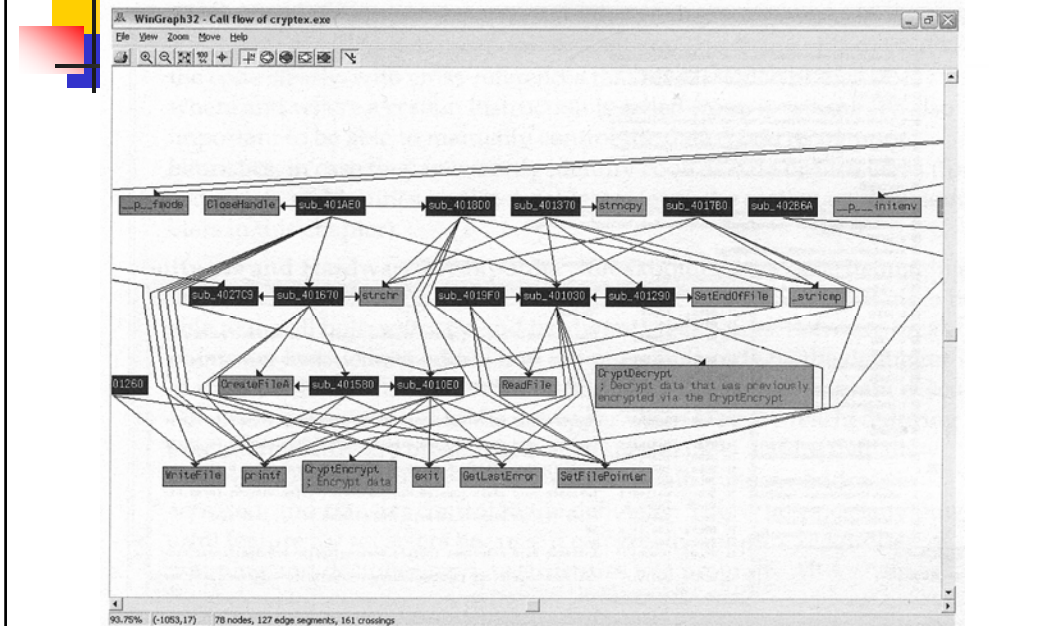 WinGraph32 - Call flow of cryptex.exe
File View Zoom Move Help
100 %
__p__fmode CloseHandle sub_401AE0 sub_4018D0 sub_401370 strncpy sub_4017B0 sub_402B6A __p___initenv
sub_4027C9 sub_401670 strchr sub_4019F0 sub_401030 sub_401290 SetEndOfFile _stricmp
01260 CreateFileA sub_401580 sub_4010E0 ReadFile CryptDecrypt
; Decrypt data that was previously
encrypted via the CryptEncrypt
WriteFile printf CryptEncrypt exit GetLastError SetFilePointer
; Encrypt data
93.75% (-1053,17) 78 nodes, 127 edge segments, 161 crossings